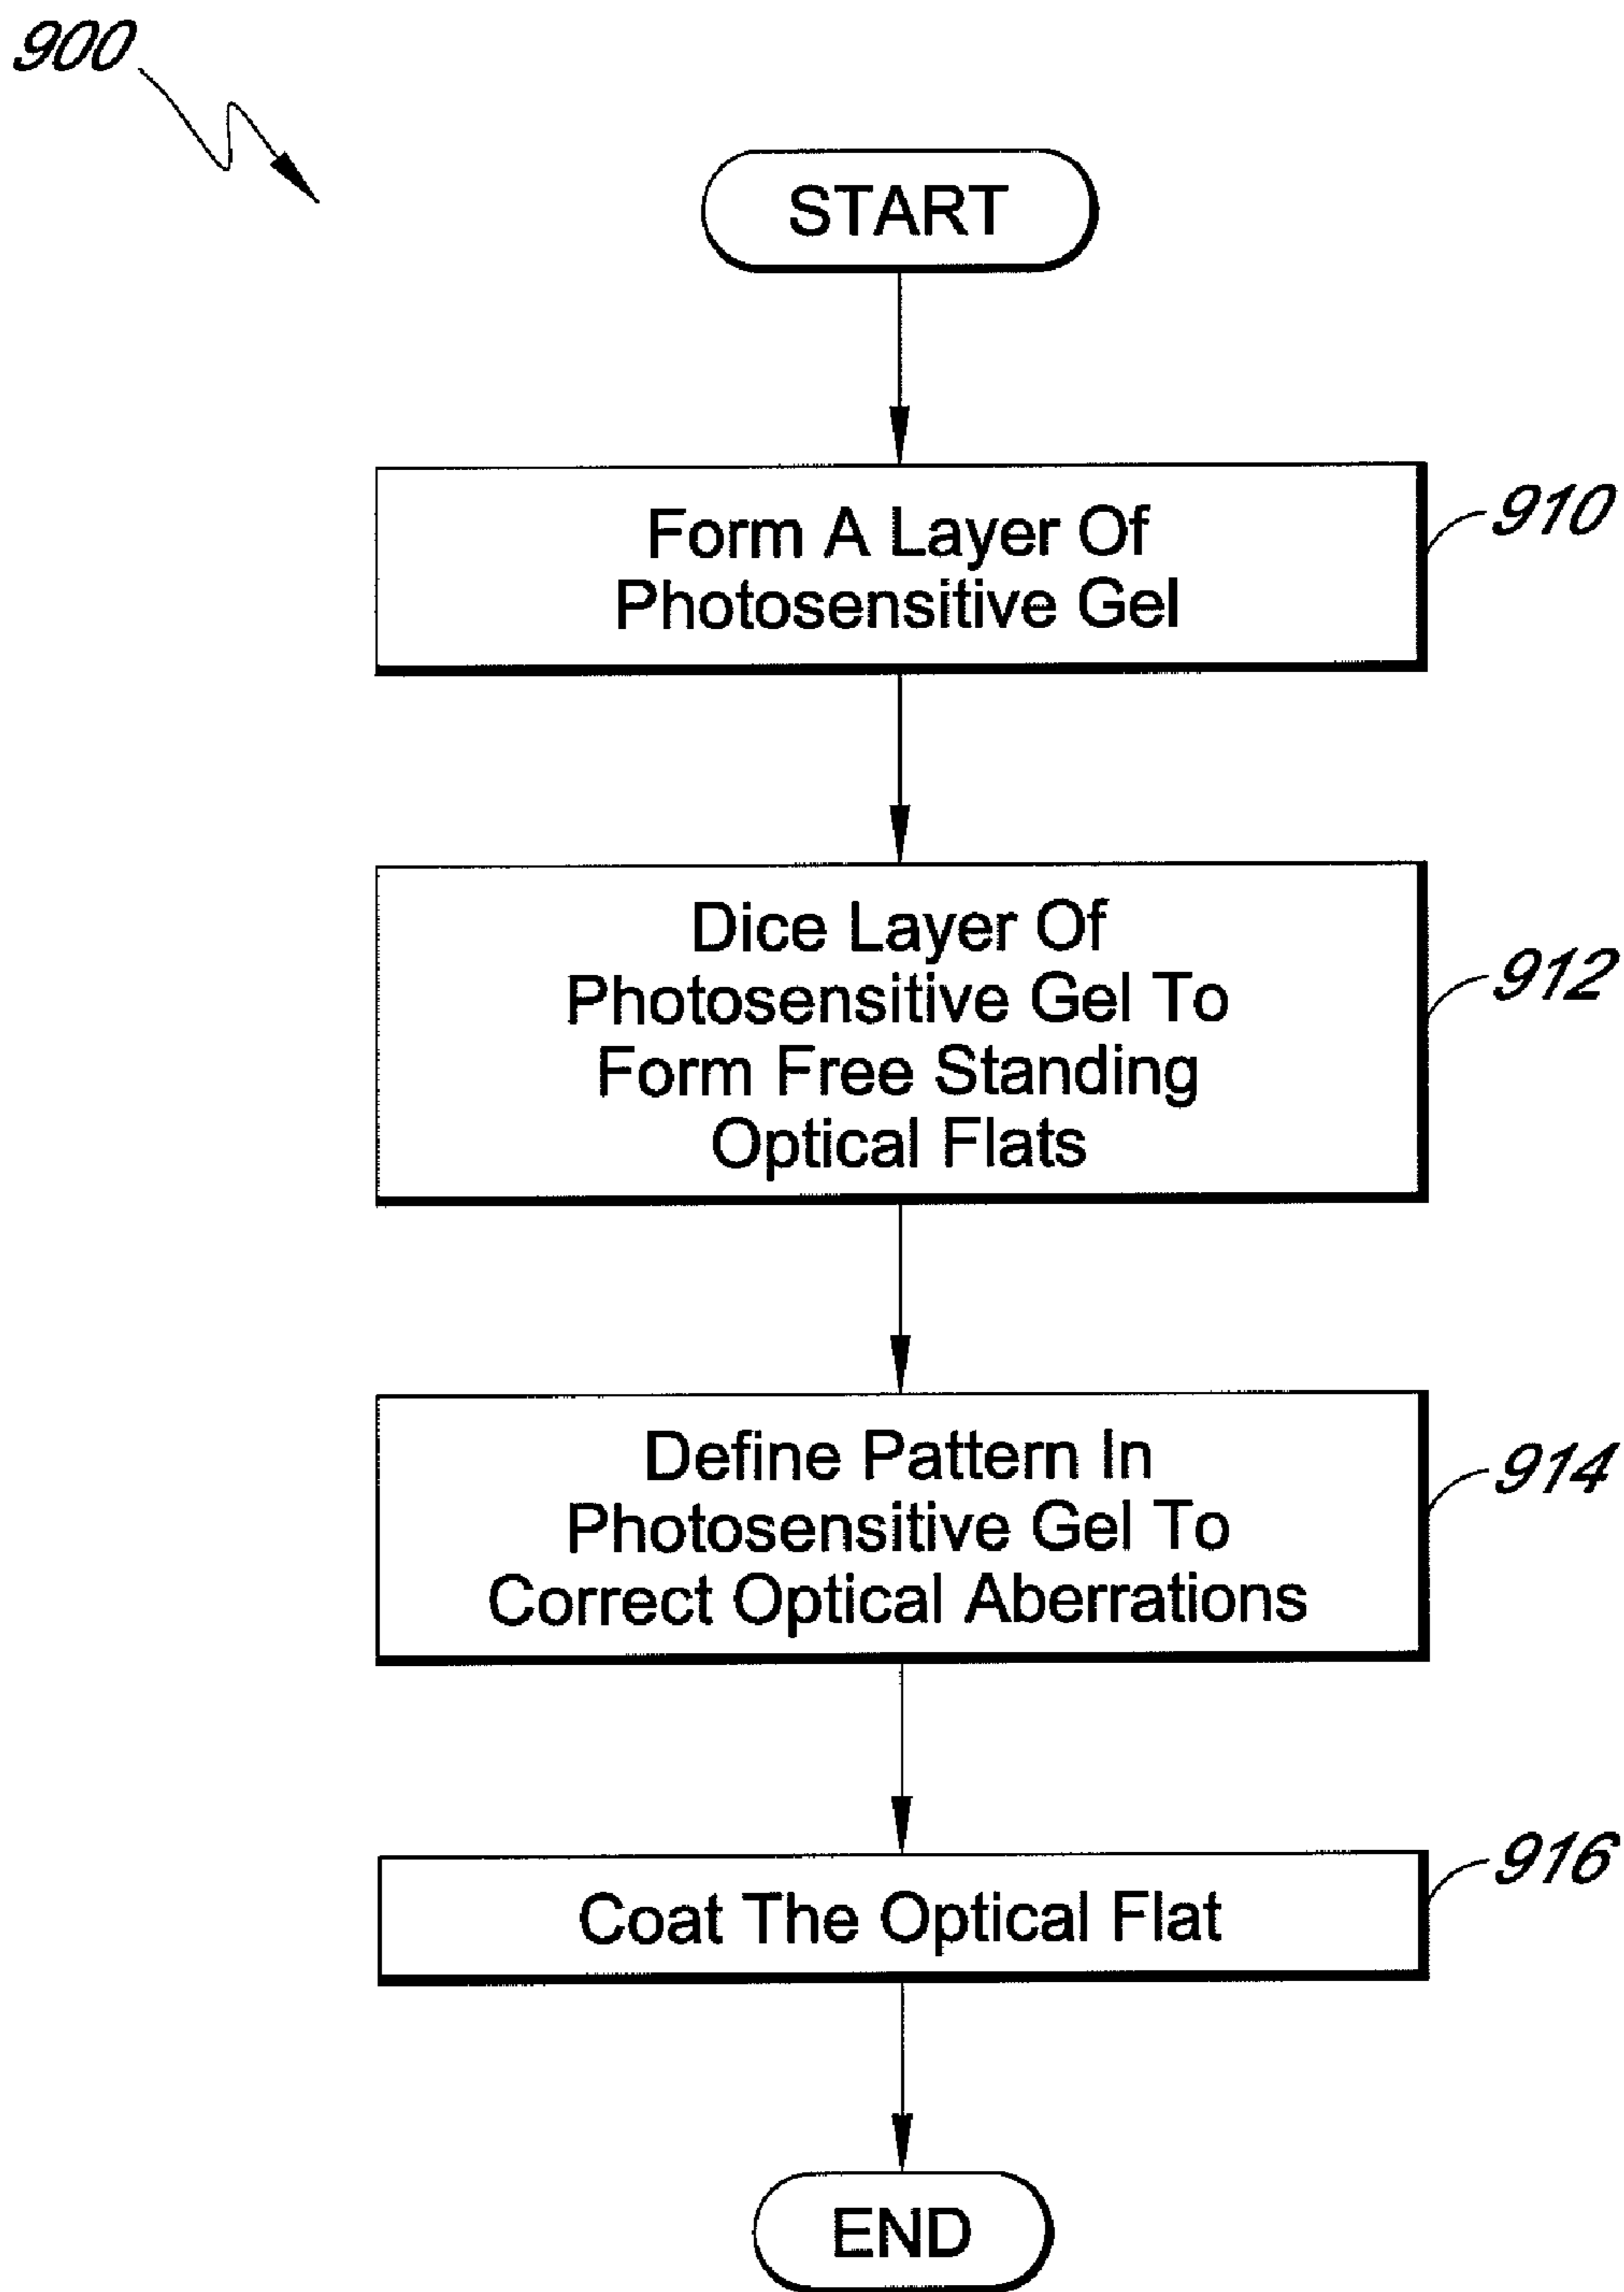 900
START
Form A Layer Of
Photosensitive Gel
910
Dice Layer Of
Photosensitive Gel To
Form Free Standing
Optical Flats
912
Define Pattern In
Photosensitive Gel To
Correct Optical Aberrations
914
Coat The Optical Flat
916
END